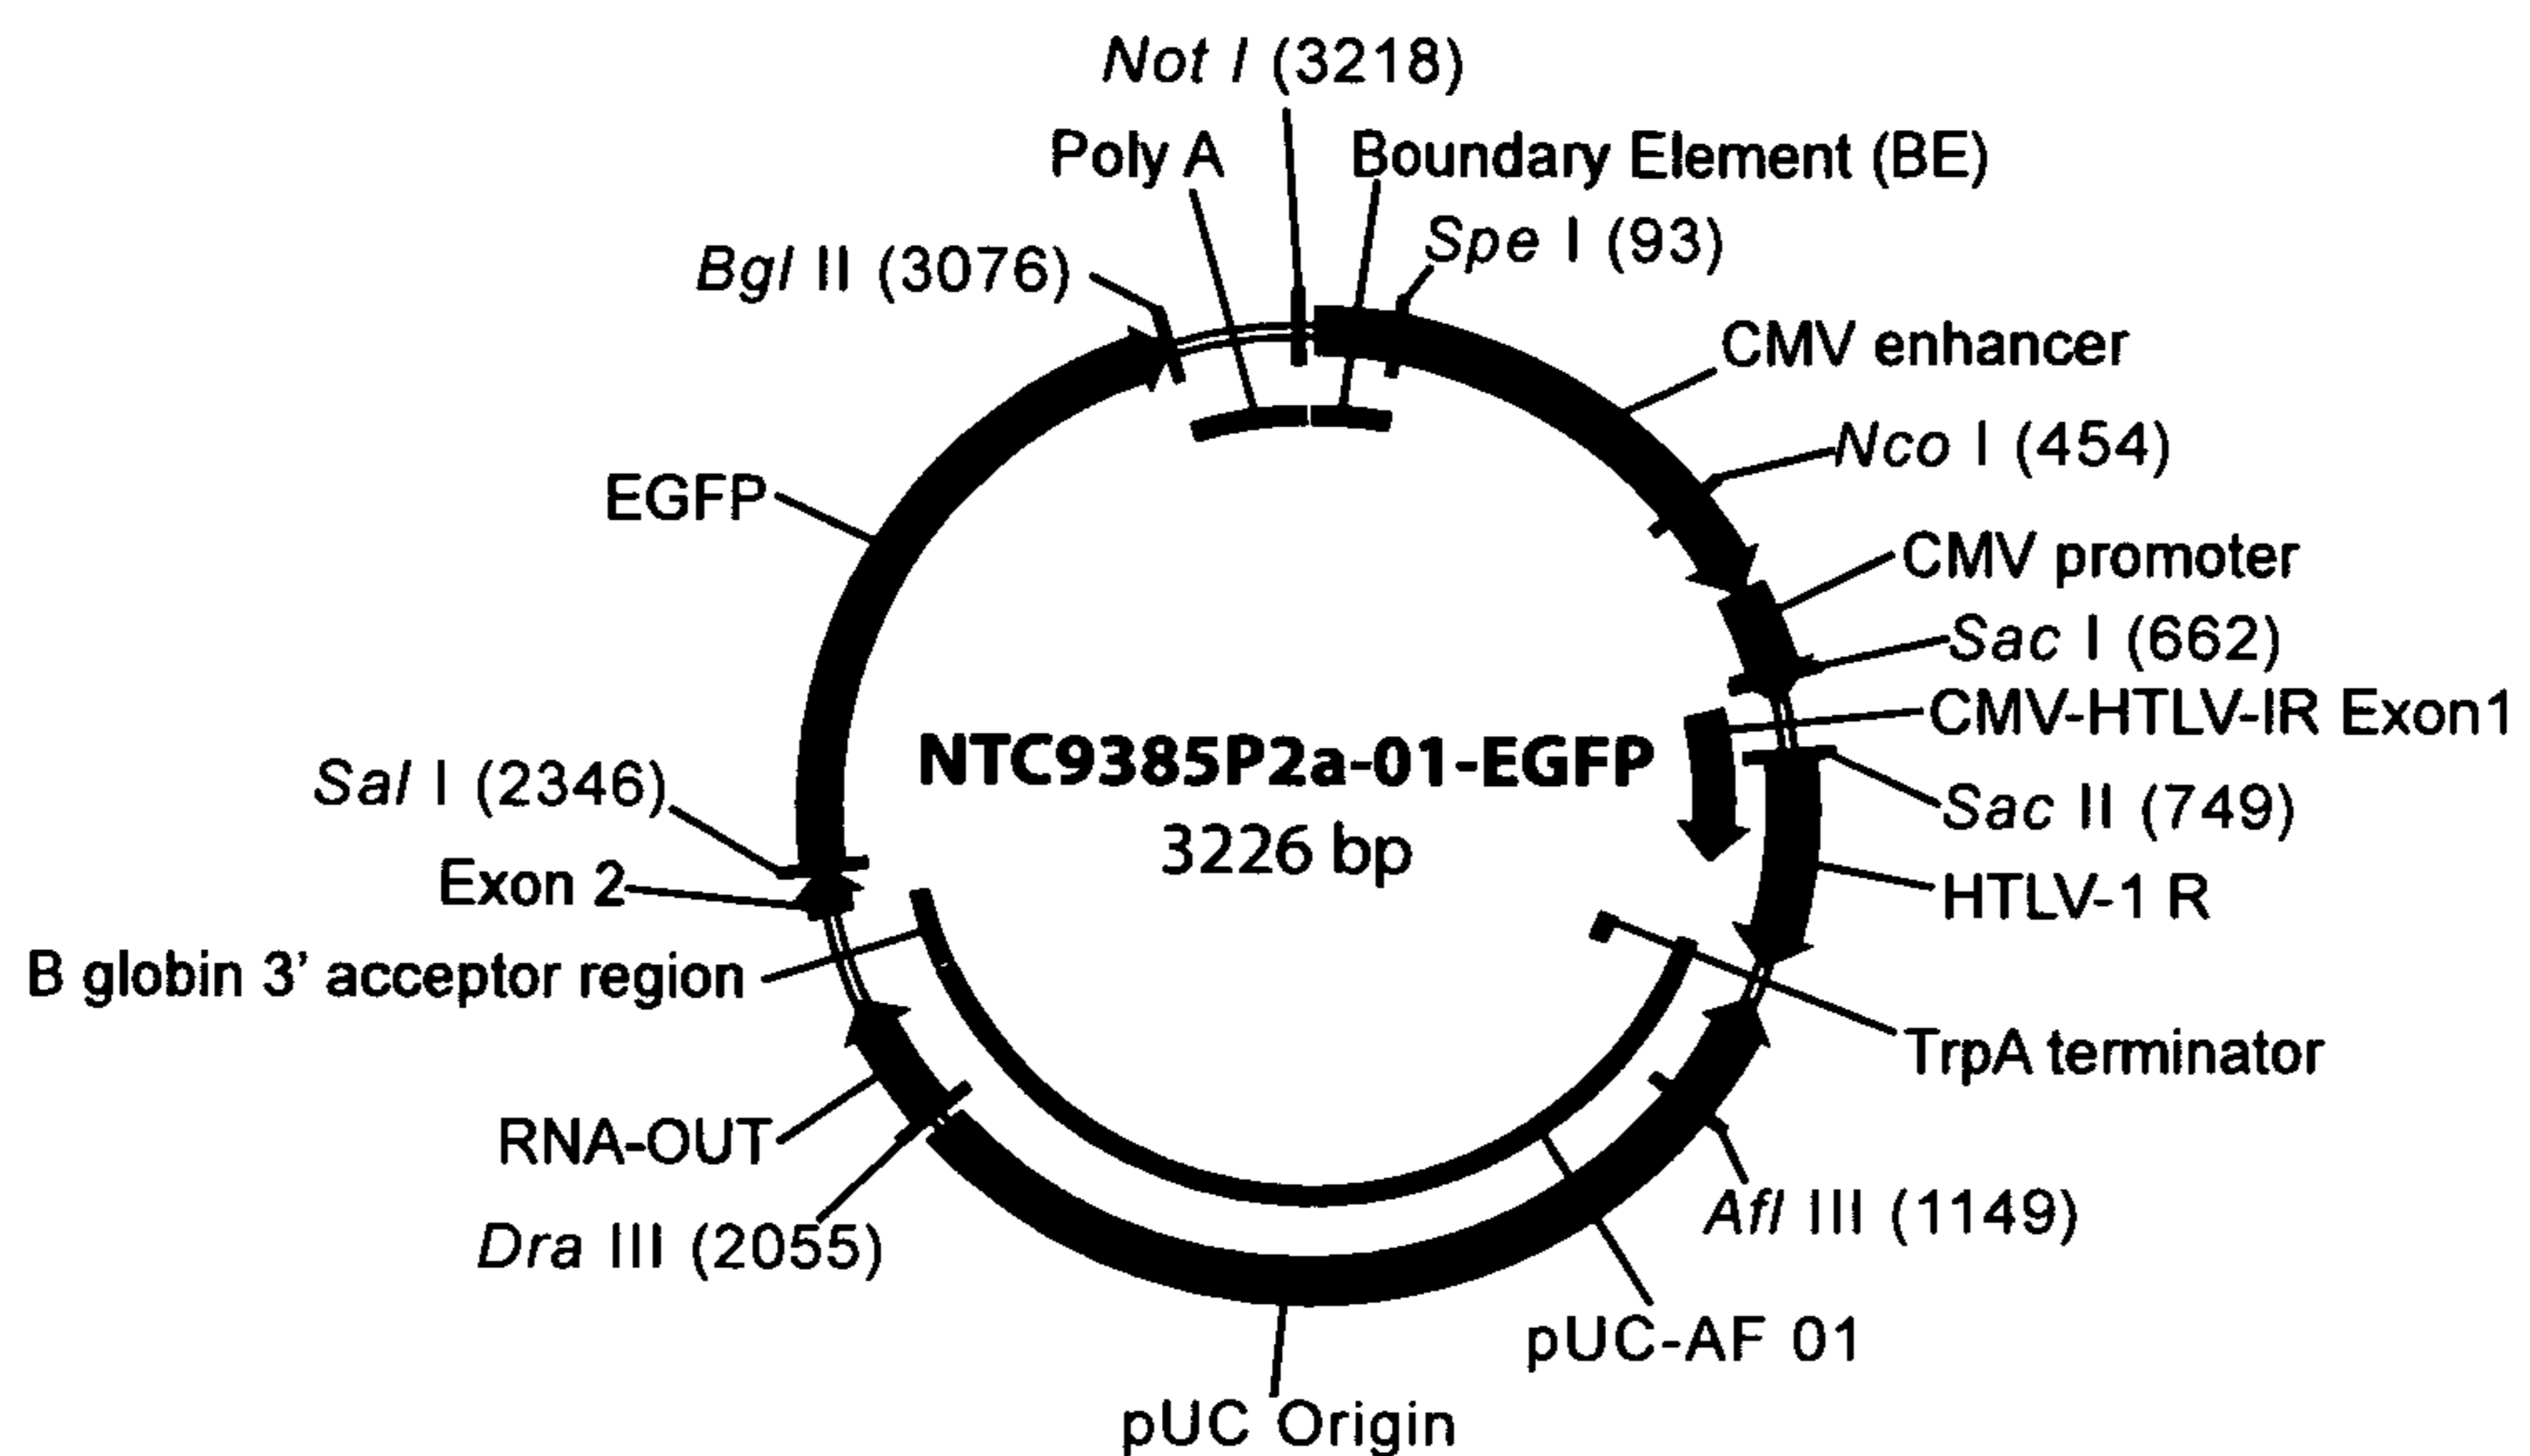 Not I (3218)
Poly A
Boundary Element (BE)
Spe I (93)
Bgl II (3076)
CMV enhancer
Nco I (454)
EGFP
CMV promoter
Sac I (662)
CMV-HTLV-IR Exon1
NTC9385P2a-01-EGFP
3226 bp
Sal I (2346)
Sac II (749)
Exon 2
HTLV-1 R
B globin 3' acceptor region
TrpA terminator
RNA-OUT
Afl III (1149)
Dra III (2055)
pUC-AF 01
pUC Origin